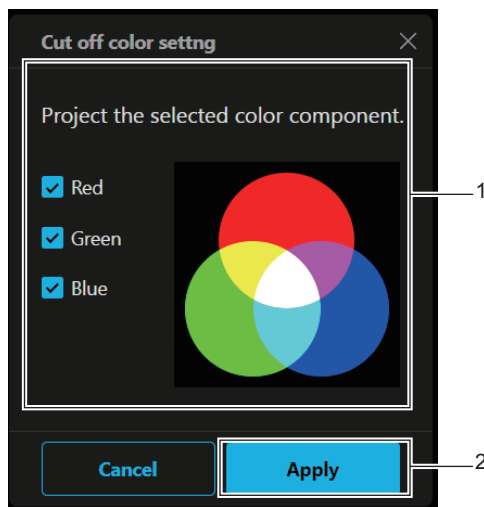 Cut off color settng
Project the selected color component.
Red
Green
Blue
1
Cancel
Apply
2